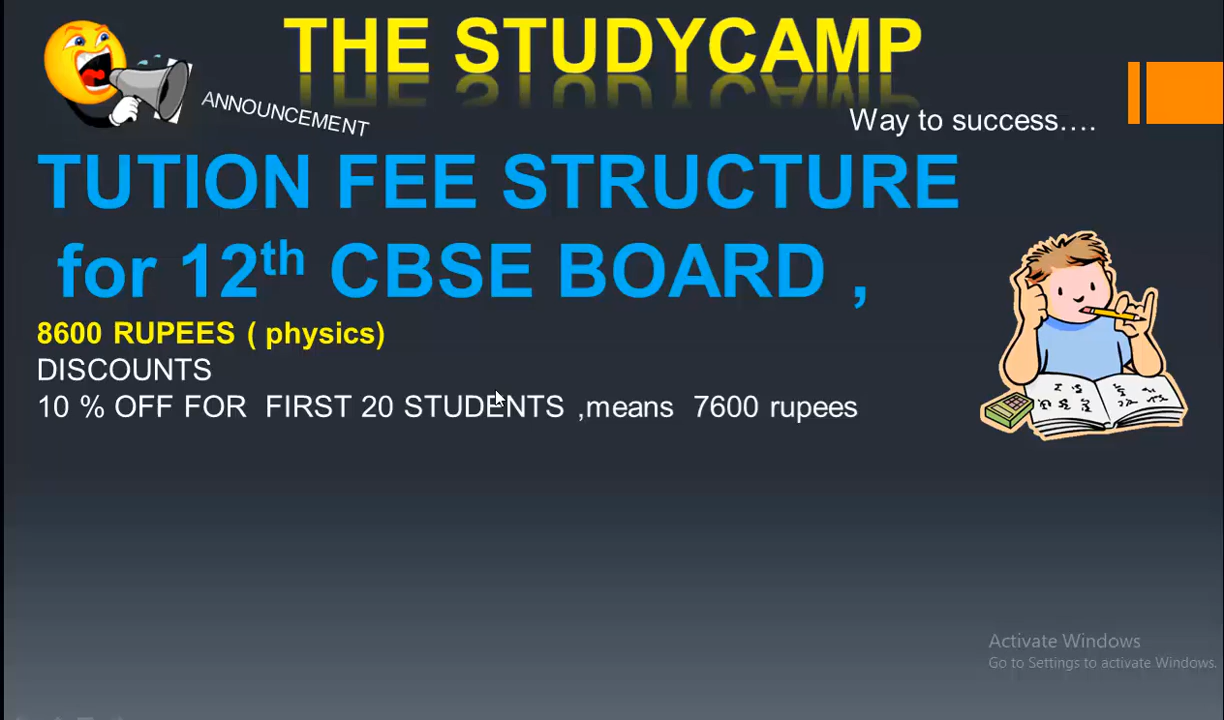 THE STUDYCAMP
ANNOUNCEMENT
Way to success....
TUTION FEE STRUCTURE
for 12th CBSE BOARD ,
8600 RUPEES ( physics)
DISCOUNTS
10 % OFF FOR FIRST 20 STUDENTS ,means 7600 rupees
Activate Windows
Go to Settings to activate Windows.